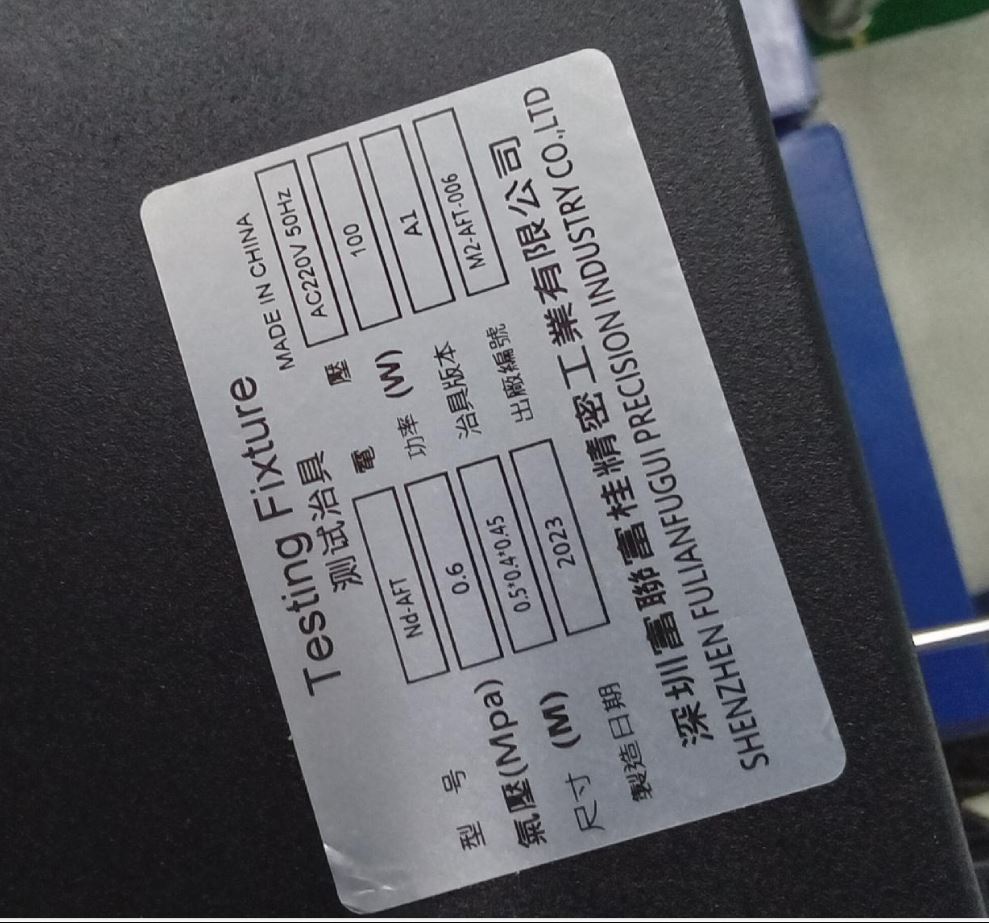 Testing Fixture
测试治具
MADE IN CHINA
型 号 Nd-AFT 電 壓 AC220V 50Hz
氣壓(Mpa) 0.6 功率 (W) 100
尺寸 (M) 0.5*0.4*0.45 治具版本 A1
製造日期 2023 出廠編號 M2-AFT-006
深圳富聯富桂精密工業有限公司
SHENZHEN FULIANFUGUI PRECISION INDUSTRY CO.,LTD